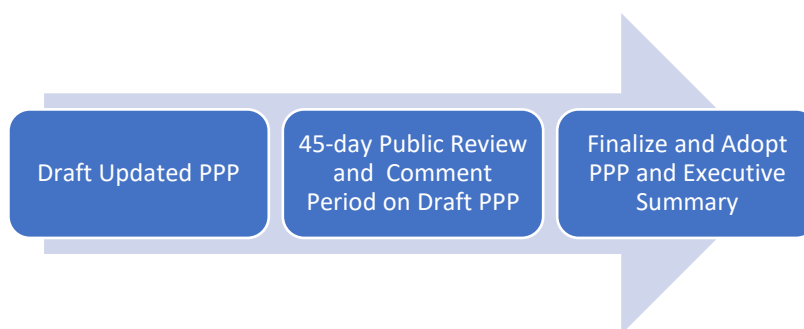 Draft Updated PPP
45-day Public Review
and Comment
Period on Draft PPP
Finalize and Adopt
PPP and Executive
Summary